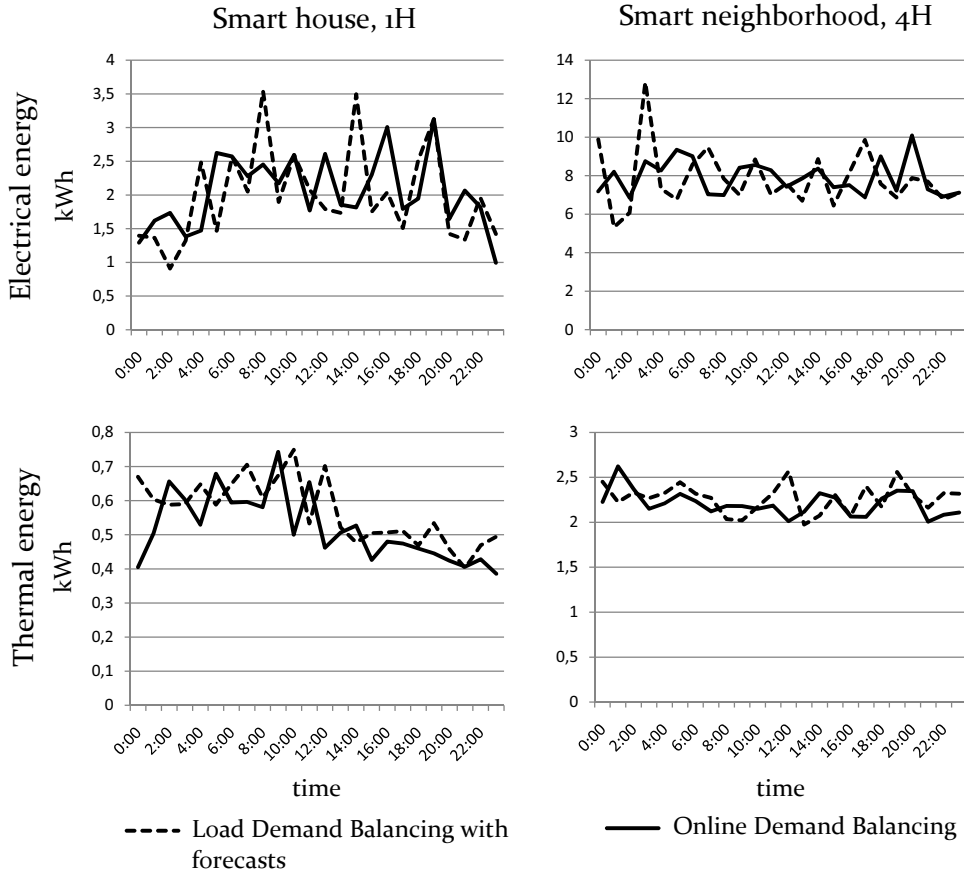 Smart house, 1H
Smart neighborhood, 4H
Electrical energy
kWh
4
3,5
3
2,5
2
1,5
1
0,5
0
0:00 2:00 4:00 6:00 8:00 10:00 12:00 14:00 16:00 18:00 20:00 22:00
14
12
10
8
6
4
2
0
0:00 2:00 4:00 6:00 8:00 10:00 12:00 14:00 16:00 18:00 20:00 22:00
Thermal energy
kWh
0,8
0,7
0,6
0,5
0,4
0,3
0,2
0,1
0
0:00 2:00 4:00 6:00 8:00 10:00 12:00 14:00 16:00 18:00 20:00 22:00
time
3
2,5
2
1,5
1
0,5
0
0:00 2:00 4:00 6:00 8:00 10:00 12:00 14:00 16:00 18:00 20:00 22:00
time
Load Demand Balancing with
forecasts
Online Demand Balancing